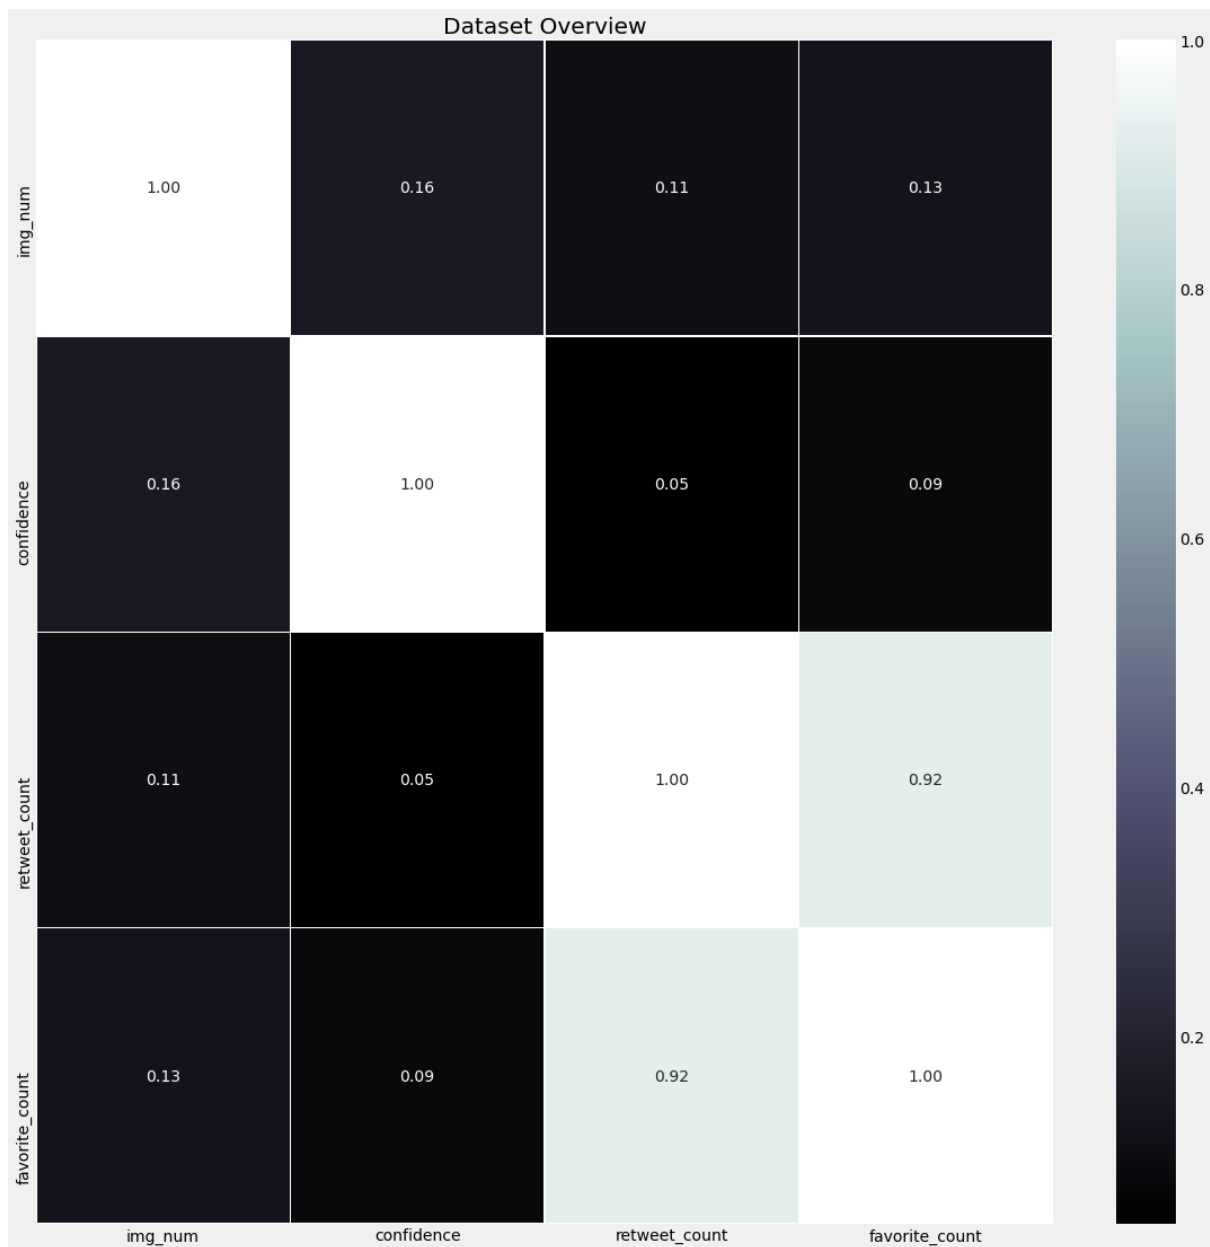 Dataset Overview
img_num 1.00 0.16 0.11 0.13
confidence 0.16 1.00 0.05 0.09
retweet_count 0.11 0.05 1.00 0.92
favorite_count 0.13 0.09 0.92 1.00
img_num confidence retweet_count favorite_count
1.0
0.8
0.6
0.4
0.2